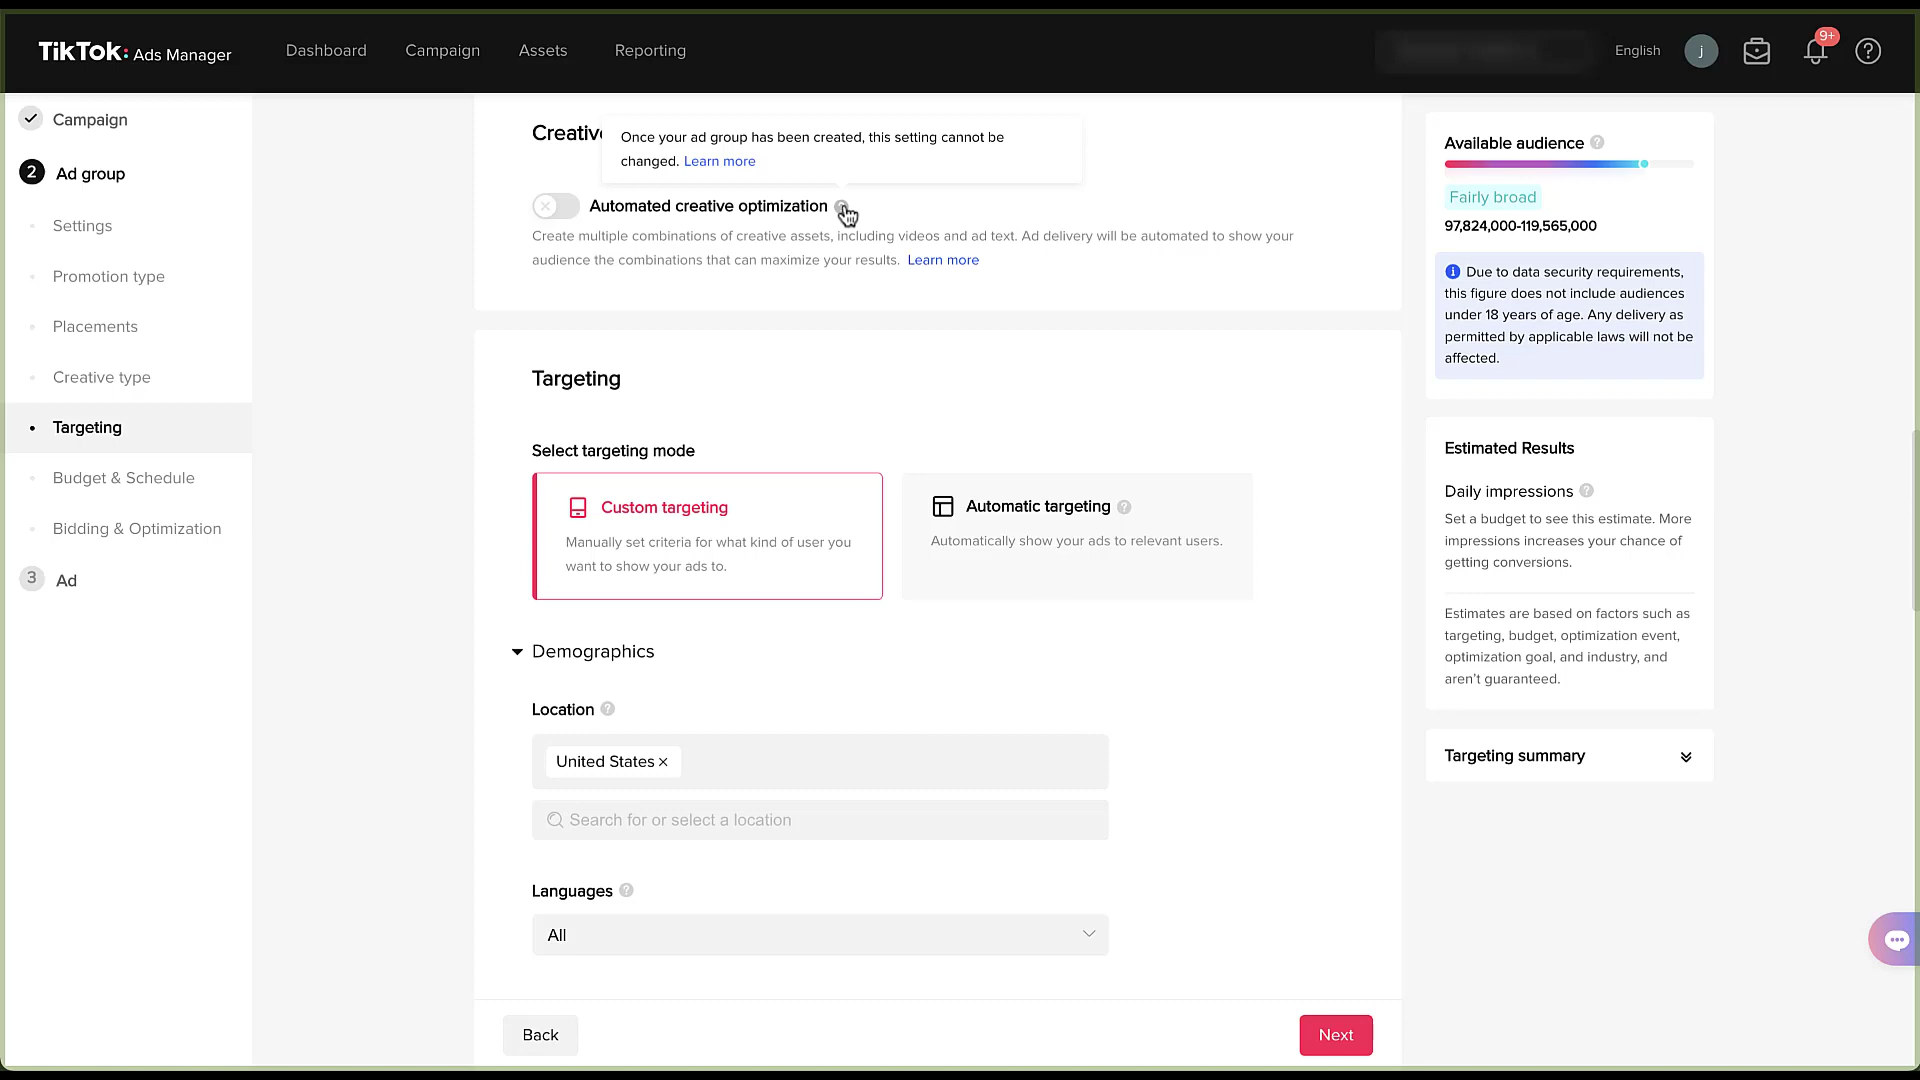 TikTok: Ads Manager
Dashboard
Campaign
Assets
Reporting
English
j
9+
Campaign
2 Ad group
Settings
Promotion type
Placements
Creative type
Targeting
Budget & Schedule
Bidding & Optimization
3 Ad
Creative
Once your ad group has been created, this setting cannot be
changed. Learn more
Automated creative optimization
Create multiple combinations of creative assets, including videos and ad text. Ad delivery will be automated to show your
audience the combinations that can maximize your results. Learn more
Targeting
Select targeting mode
Custom targeting
Manually set criteria for what kind of user you
want to show your ads to.
Automatic targeting
Automatically show your ads to relevant users.
Demographics
Location
United States
Search for or select a location
Languages
All
Back
Next
Available audience
Fairly broad
97,824,000-119,565,000
Due to data security requirements,
this figure does not include audiences
under 18 years of age. Any delivery as
permitted by applicable laws will not be
affected.
Estimated Results
Daily impressions
Set a budget to see this estimate. More
impressions increases your chance of
getting conversions.
Estimates are based on factors such as
targeting, budget, optimization event,
optimization goal, and industry, and
aren't guaranteed.
Targeting summary